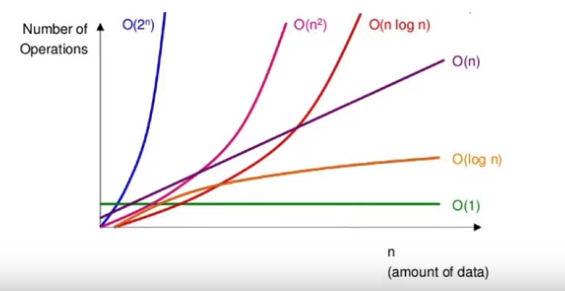 Number of
Operations
O(2ⁿ)
O(n²)
O(n log n)
O(n)
O(log n)
O(1)
n
(amount of data)